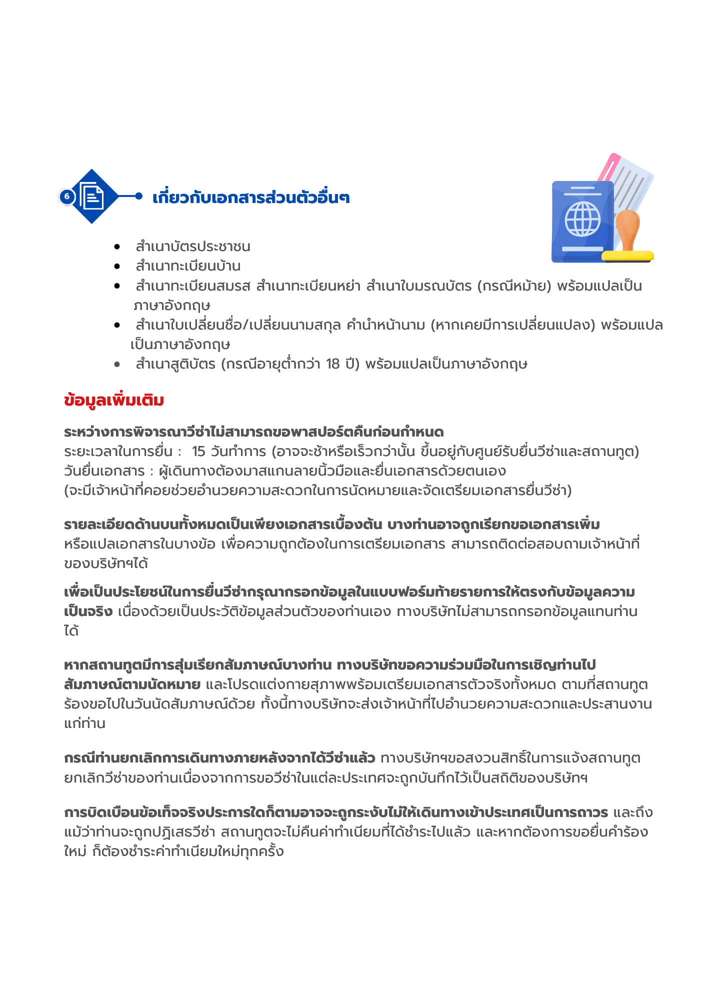 6
เกี่ยวกับเอกสารส่วนตัวอื่นๆ
• สำเนาบัตรประชาชน
• สำเนาทะเบียนบ้าน
• สำเนาทะเบียนสมรส สำเนาทะเบียนหย่า สำเนาใบมรณบัตร (กรณีหม้าย) พร้อมแปลเป็น
ภาษาอังกฤษ
• สำเนาใบเปลี่ยนชื่อ/เปลี่ยนนามสกุล คำนำหน้านาม (หากเคยมีการเปลี่ยนแปลง) พร้อมแปล
เป็นภาษาอังกฤษ
• สำเนาสูติบัตร (กรณีอายุต่ำกว่า 18 ปี) พร้อมแปลเป็นภาษาอังกฤษ
ข้อมูลเพิ่มเติม
ระหว่างการพิจารณาวีซ่าไม่สามารถขอพาสปอร์ตคืนก่อนกำหนด
ระยะเวลาในการยื่น : 15 วันทำการ (อาจจะช้าหรือเร็วกว่านั้น ขึ้นอยู่กับศูนย์รับยื่นวีซ่าและสถานทูต)
วันยื่นเอกสาร : ผู้เดินทางต้องมาสแกนลายนิ้วมือและยื่นเอกสารด้วยตนเอง
(จะมีเจ้าหน้าที่คอยช่วยอำนวยความสะดวกในการนัดหมายและจัดเตรียมเอกสารยื่นวีซ่า)
รายละเอียดด้านบนทั้งหมดเป็นเพียงเอกสารเบื้องต้น บางท่านอาจถูกเรียกขอเอกสารเพิ่ม
หรือแปลเอกสารในบางข้อ เพื่อความถูกต้องในการเตรียมเอกสาร สามารถติดต่อสอบถามเจ้าหน้าที่
ของบริษัทฯได้
เพื่อเป็นประโยชน์ในการยื่นวีซ่ากรุณากรอกข้อมูลในแบบฟอร์มท้ายรายการให้ตรงกับข้อมูลความ
เป็นจริง เนื่องด้วยเป็นประวัติข้อมูลส่วนตัวของท่านเอง ทางบริษัทไม่สามารถกรอกข้อมูลแทนท่าน
ได้
หากสถานทูตมีการสุ่มเรียกสัมภาษณ์บางท่าน ทางบริษัทขอความร่วมมือในการเชิญท่านไป
สัมภาษณ์ตามนัดหมาย และโปรดแต่งกายสุภาพพร้อมเตรียมเอกสารตัวจริงทั้งหมด ตามที่สถานทูต
ร้องขอไปในวันนัดสัมภาษณ์ด้วย ทั้งนี้ทางบริษัทจะส่งเจ้าหน้าที่ไปอำนวยความสะดวกและประสานงาน
แก่ท่าน
กรณีท่านยกเลิกการเดินทางภายหลังจากได้วีซ่าแล้ว ทางบริษัทฯขอสงวนสิทธิ์ในการแจ้งสถานทูต
ยกเลิกวีซ่าของท่านเนื่องจากการขอวีซ่าในแต่ละประเทศจะถูกบันทึกไว้เป็นสถิติของบริษัทฯ
การบิดเบือนข้อเท็จจริงประการใดก็ตามอาจจะถูกระงับไม่ให้เดินทางเข้าประเทศเป็นการถาวร และถึง
แม้ว่าท่านจะถูกปฏิเสธวีซ่า สถานทูตจะไม่คืนค่าทำเนียมที่ได้ชำระไปแล้ว และหากต้องการขอยื่นคำร้อง
ใหม่ ก็ต้องชำระค่าทำเนียมใหม่ทุกครั้ง